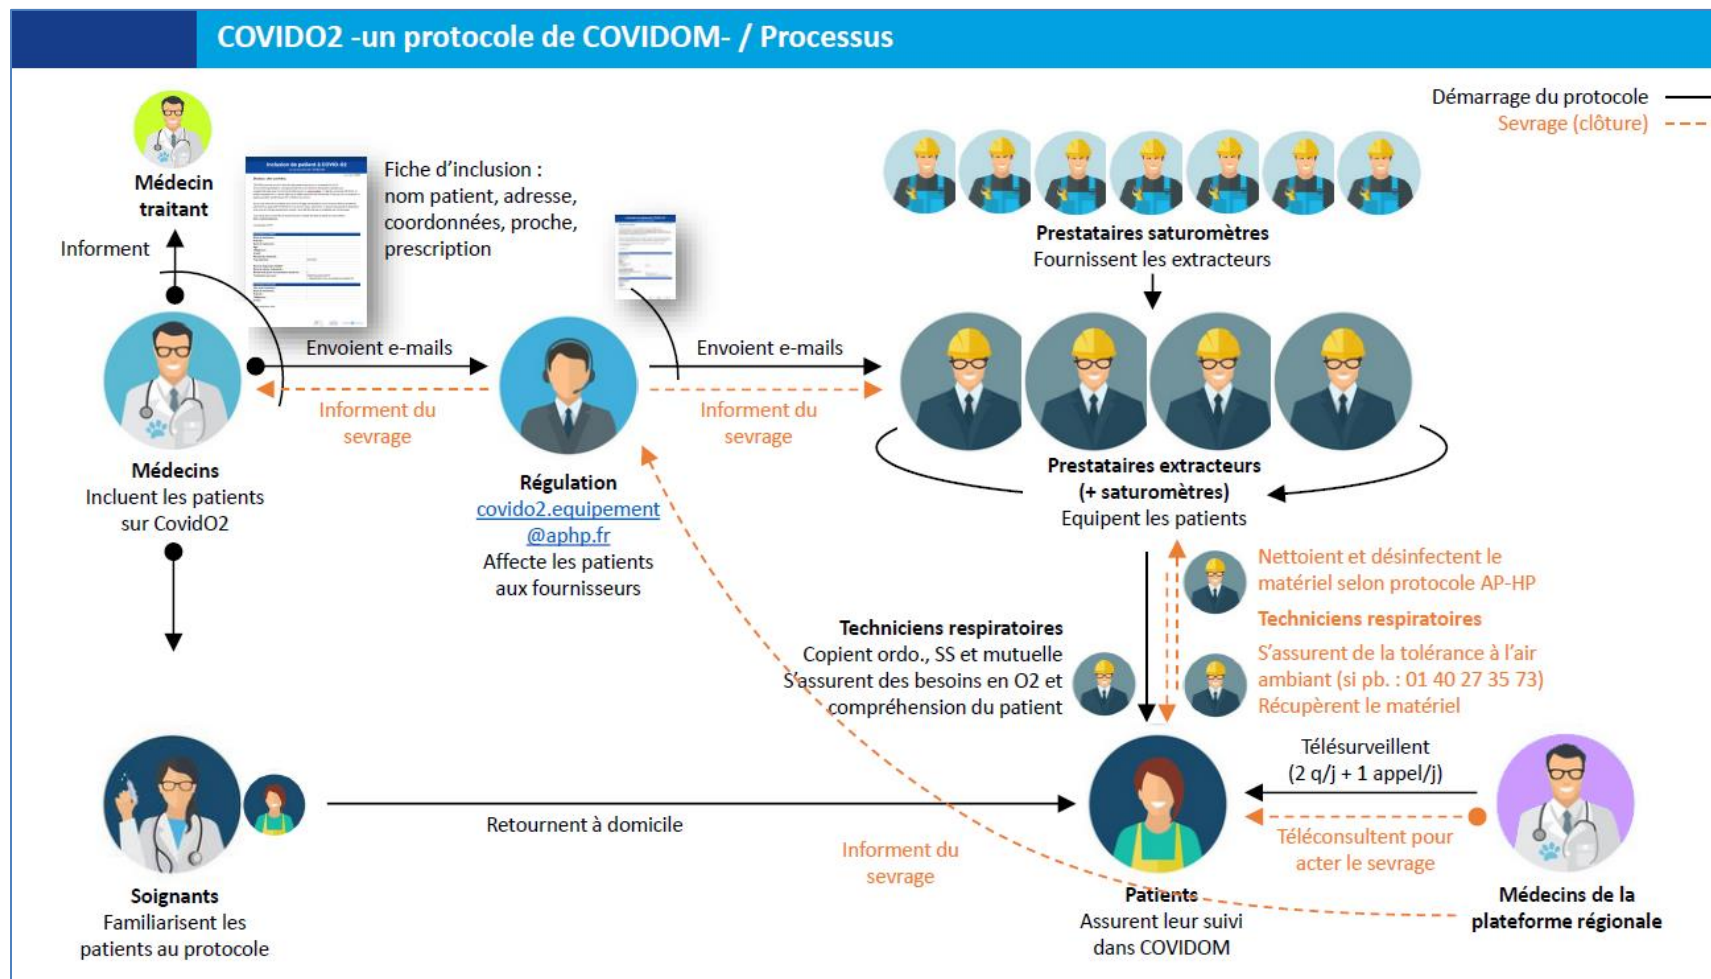 COVIDO2 -un protocole de COVIDOM- / Processus
Démarrage du protocole
Sevrage (clôture)
Médecin
traitant
Informent
Inclusion de patient à COVID-O2
Fiche d'inclusion :
nom patient, adresse,
coordonnées, proche,
prescription
Prestataires saturomètres
Fournissent les extracteurs
Envoient e-mails
Informent du
sevrage
Envoient e-mails
Informent du
sevrage
Médecins
Incluent les patients
sur CovidO2
Régulation
covido2.equipement
@aphp.fr
Affecte les patients
aux fournisseurs
Prestataires extracteurs
(+ saturomètres)
Equipent les patients
Nettoient et désinfectent le
matériel selon protocole AP-HP
Techniciens respiratoires
S'assurent de la tolérance à l'air
ambiant (si pb. : 01 40 27 35 73)
Récupèrent le matériel
Techniciens respiratoires
Copient ordo., SS et mutuelle
S'assurent des besoins en O2 et
compréhension du patient
Télésurveillent
(2 q/j + 1 appel/j)
Téléconsultent pour
acter le sevrage
Retournent à domicile
Informent du
sevrage
Soignants
Familiarisent les
patients au protocole
Patients
Assurent leur suivi
dans COVIDOM
Médecins de la
plateforme régionale